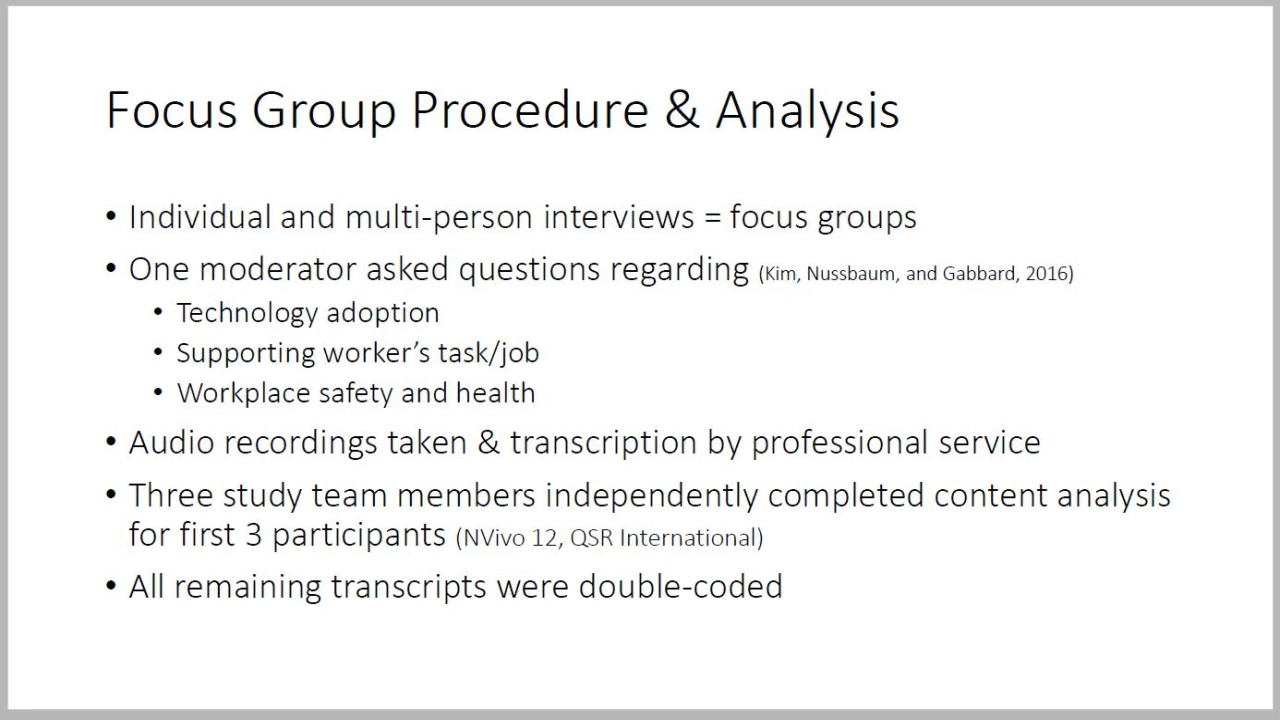 Focus Group Procedure & Analysis
• Individual and multi-person interviews = focus groups
• One moderator asked questions regarding (Kim, Nussbaum, and Gabbard, 2016)
• Technology adoption
• Supporting worker’s task/job
• Workplace safety and health
• Audio recordings taken & transcription by professional service
• Three study team members independently completed content analysis
for first 3 participants (NVivo 12, QSR International)
• All remaining transcripts were double-coded